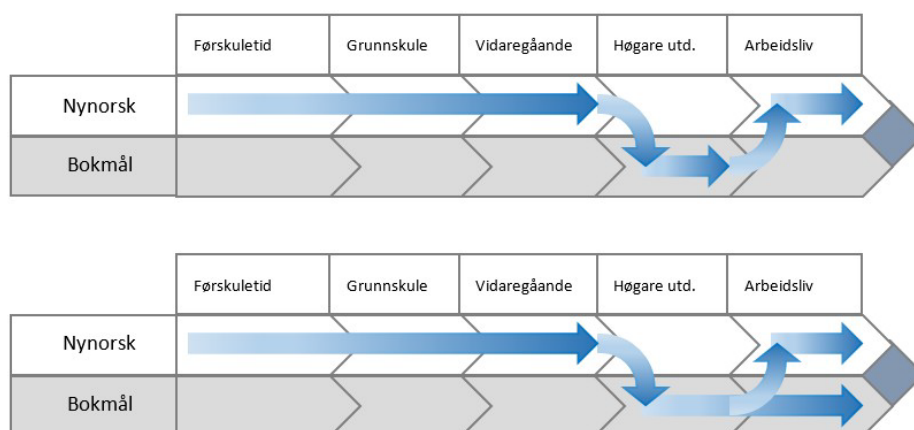 Førskuletid Grunnskule Vidaregåande Høgare utd. Arbeidsliv
Nynorsk
Bokmål
Førskuletid Grunnskule Vidaregåande Høgare utd. Arbeidsliv
Nynorsk
Bokmål